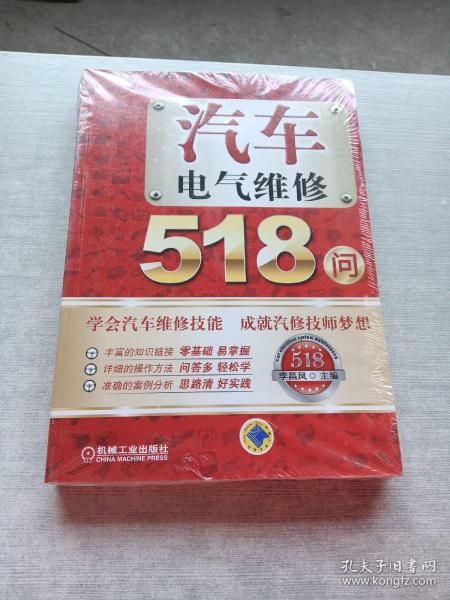 汽车
电气维修
518
问
学会汽车维修技能 成就汽修技师梦想
丰富的知识链接 零基础 易掌握
详细的操作方法 问答多 轻松学
准确的案例分析 思路清 好实践
518
李昌凤 主编
机械工业出版社
CHINA MACHINE PRESS
孔夫子旧书网
www.kongfz.com